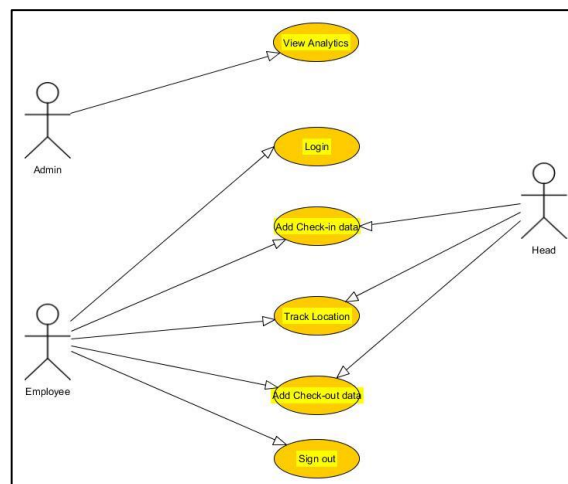 View Analytics
Admin
Login
Add Check-in data
Head
Track Location
Employee
Add Check-out data
Sign out